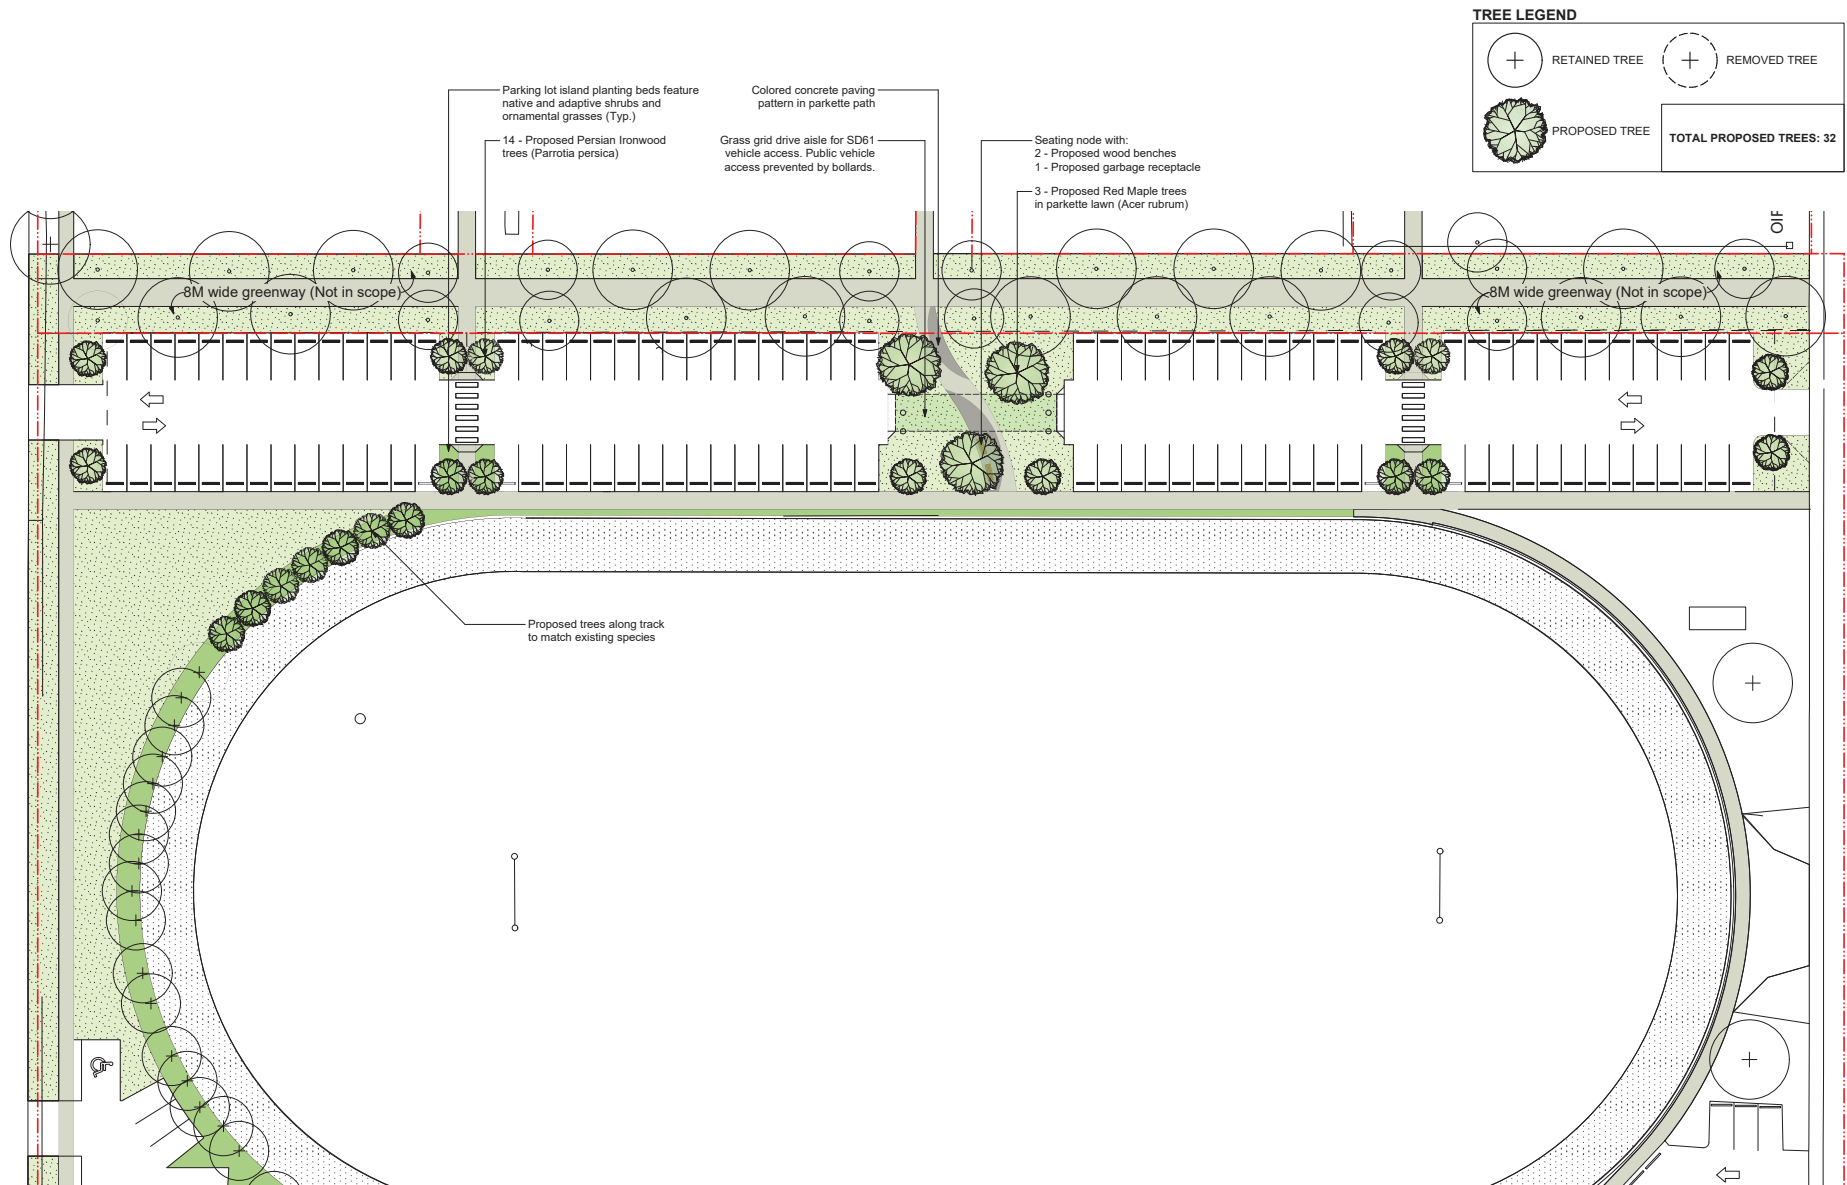 TREE LEGEND
RETAINED TREE
REMOVED TREE
PROPOSED TREE
TOTAL PROPOSED TREES: 32
Parking lot island planting beds feature
native and adaptive shrubs and
ornamental grasses (Typ.)
14 - Proposed Persian Ironwood
trees (Parrotia persica)
Colored concrete paving
pattern in parkette path
Grass grid drive aisle for SD61
vehicle access. Public vehicle
access prevented by bollards.
Seating node with:
2 - Proposed wood benches
1 - Proposed garbage receptacle
3 - Proposed Red Maple trees
in parkette lawn (Acer rubrum)
8M wide greenway (Not in scope)
8M wide greenway (Not in scope)
Proposed trees along track
to match existing species